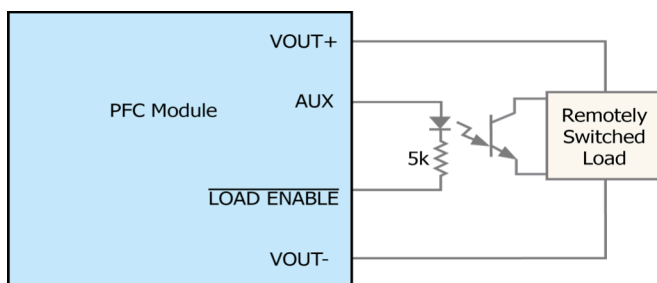 VOUT+
AUX
PFC Module
5k
LOAD ENABLE
VOUT-
Remotely
Switched
Load